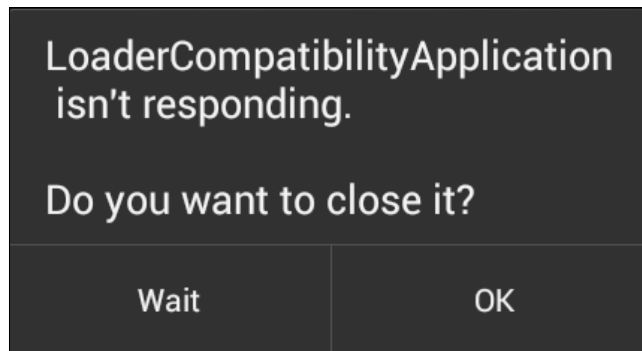 LoaderCompatibilityApplication
isn't responding.
Do you want to close it?
Wait
OK